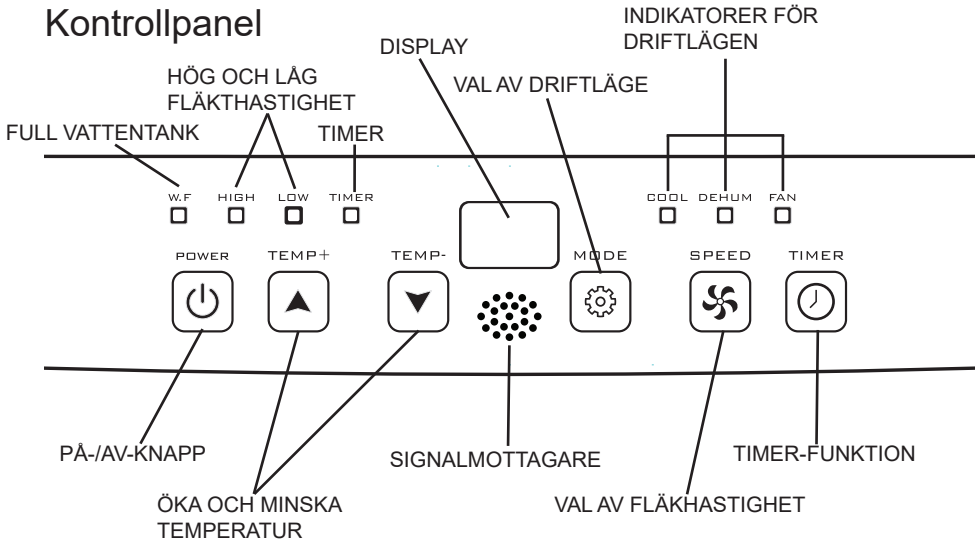 Kontrollpanel
INDIKATORER FÖR
DRIFTLÄGEN
DISPLAY
HÖG OCH LÅG
FLÄKTHASTIGHET
VAL AV DRIFTLÄGE
FULL VATTENTANK
TIMER
W.F HIGH LOW TIMER
COOL DEHUM FAN
POWER TEMP+ TEMP- MODE SPEED TIMER
PÅ-/AV-KNAPP
SIGNALMOTTAGARE
TIMER-FUNKTION
ÖKA OCH MINSKA
TEMPERATUR
VAL AV FLÄKHASTIGHET